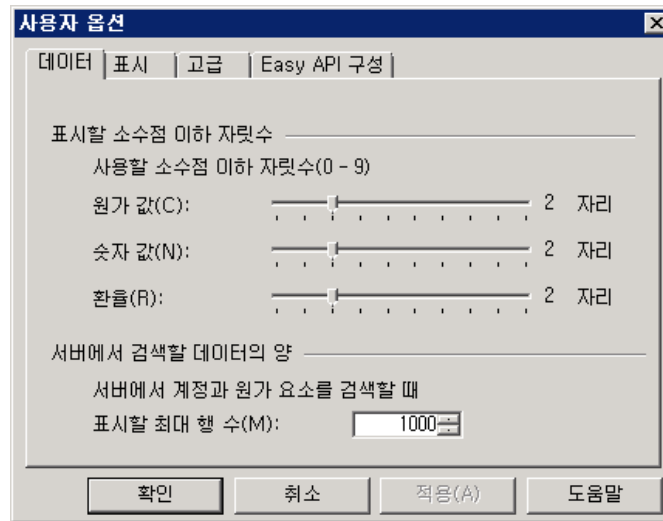 사용자 옵션
데이터 표시 고급 Easy API 구성
표시할 소수점 이하 자릿수
사용할 소수점 이하 자릿수(0 - 9)
원가 값(C): 2 자리
숫자 값(N): 2 자리
환율(R): 2 자리
서버에서 검색할 데이터의 양
서버에서 계정과 원가 요소를 검색할 때
표시할 최대 행 수(M): 1000
확인 취소 적용(A) 도움말